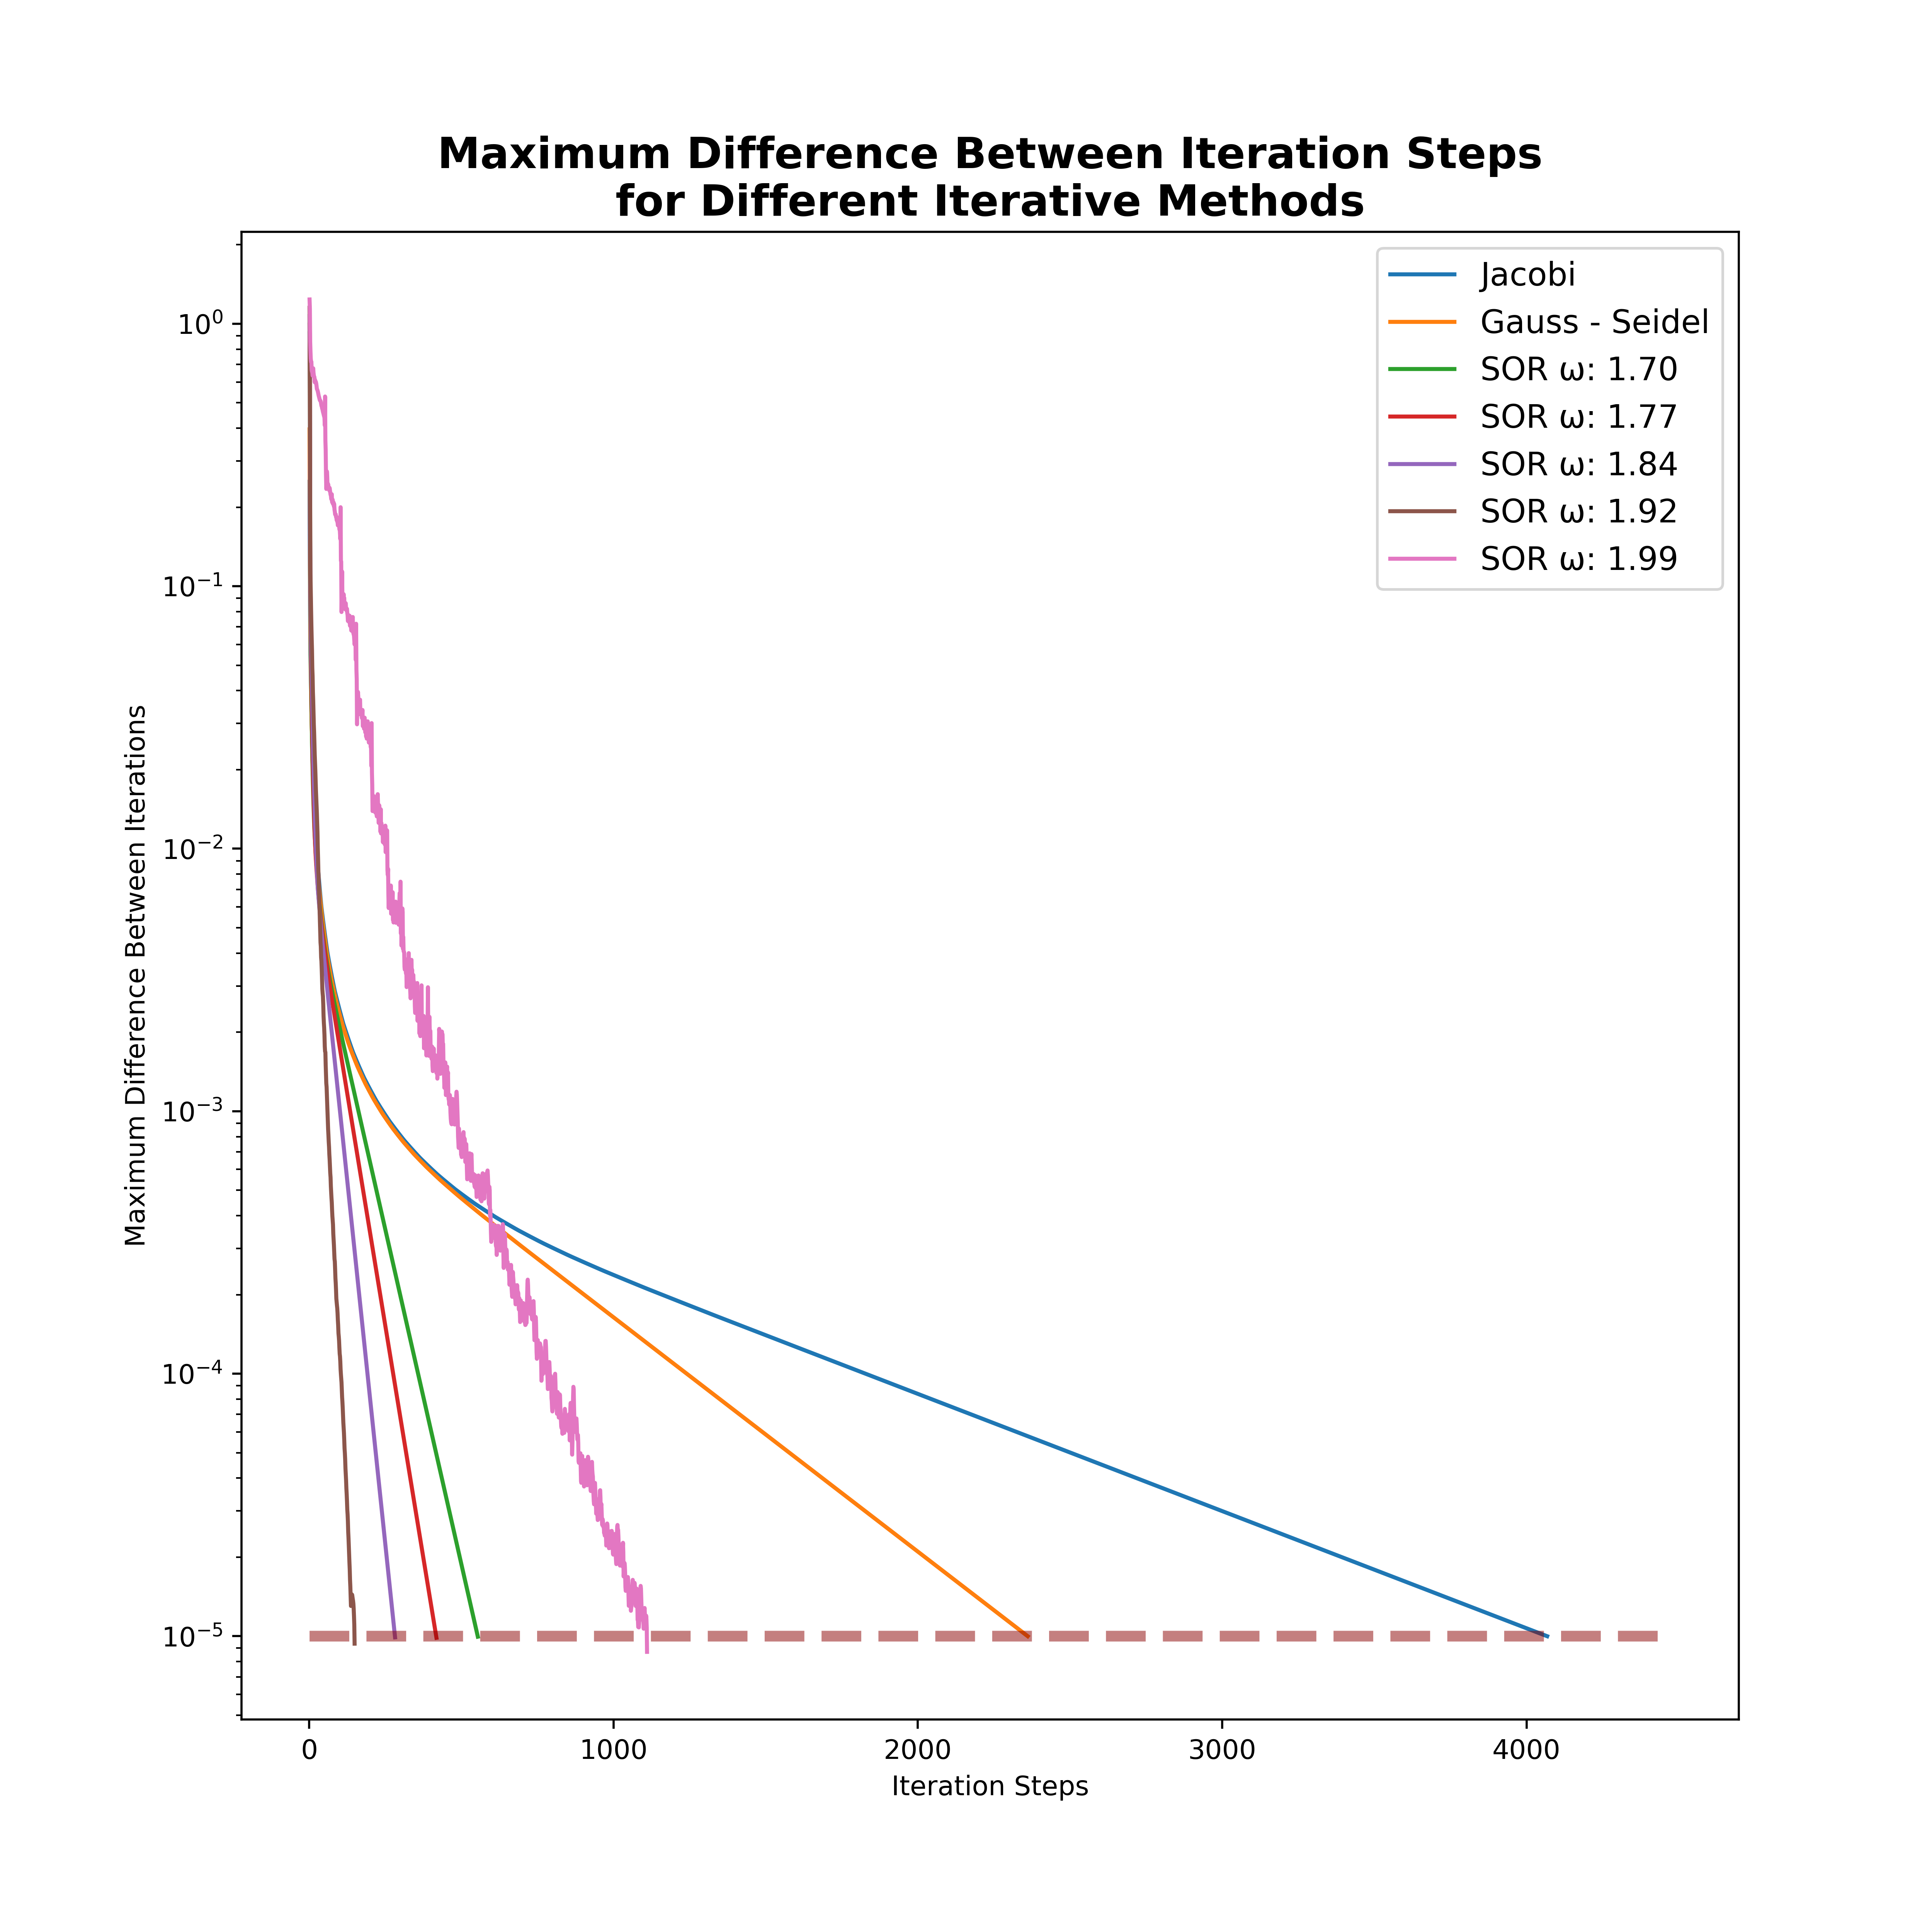 Maximum Difference Between Iteration Steps
for Different Iterative Methods
Jacobi
Gauss - Seidel
SOR ω: 1.70
SOR ω: 1.77
SOR ω: 1.84
SOR ω: 1.92
SOR ω: 1.99
Maximum Difference Between Iterations
10⁰
10⁻¹
10⁻²
10⁻³
10⁻⁴
10⁻⁵
0 1000 2000 3000 4000
Iteration Steps